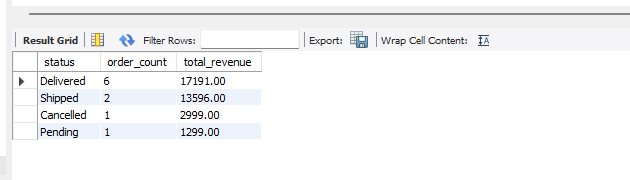 Result Grid Filter Rows: Export: Wrap Cell Content: IA
status order_count total_revenue
Delivered 6 17191.00
Shipped 2 13596.00
Cancelled 1 2999.00
Pending 1 1299.00